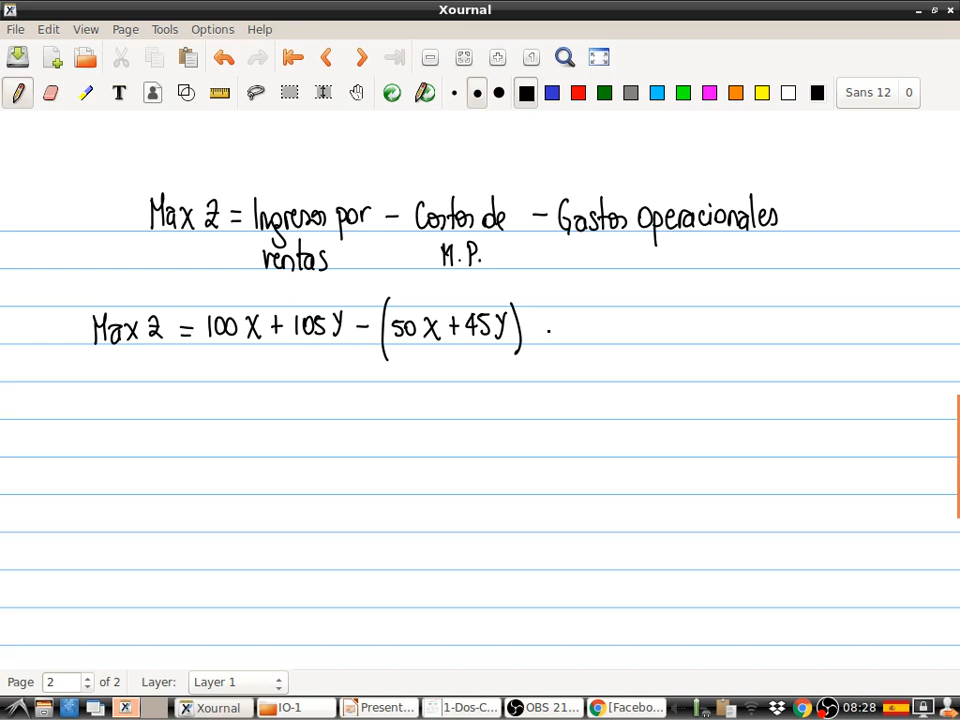 Xournal
File Edit View Page Tools Options Help
Sans 12 0
Max Z = Ingresos por - Costos de - Gastos Operacionales
ventas M.P.
Max Z = 100 X + 105 Y - (50 X + 45 Y)
Page 2 of 2 Layer: Layer 1
Xournal IO-1 Present... 1-Dos-C... OBS 21... [Facebo... 08:28